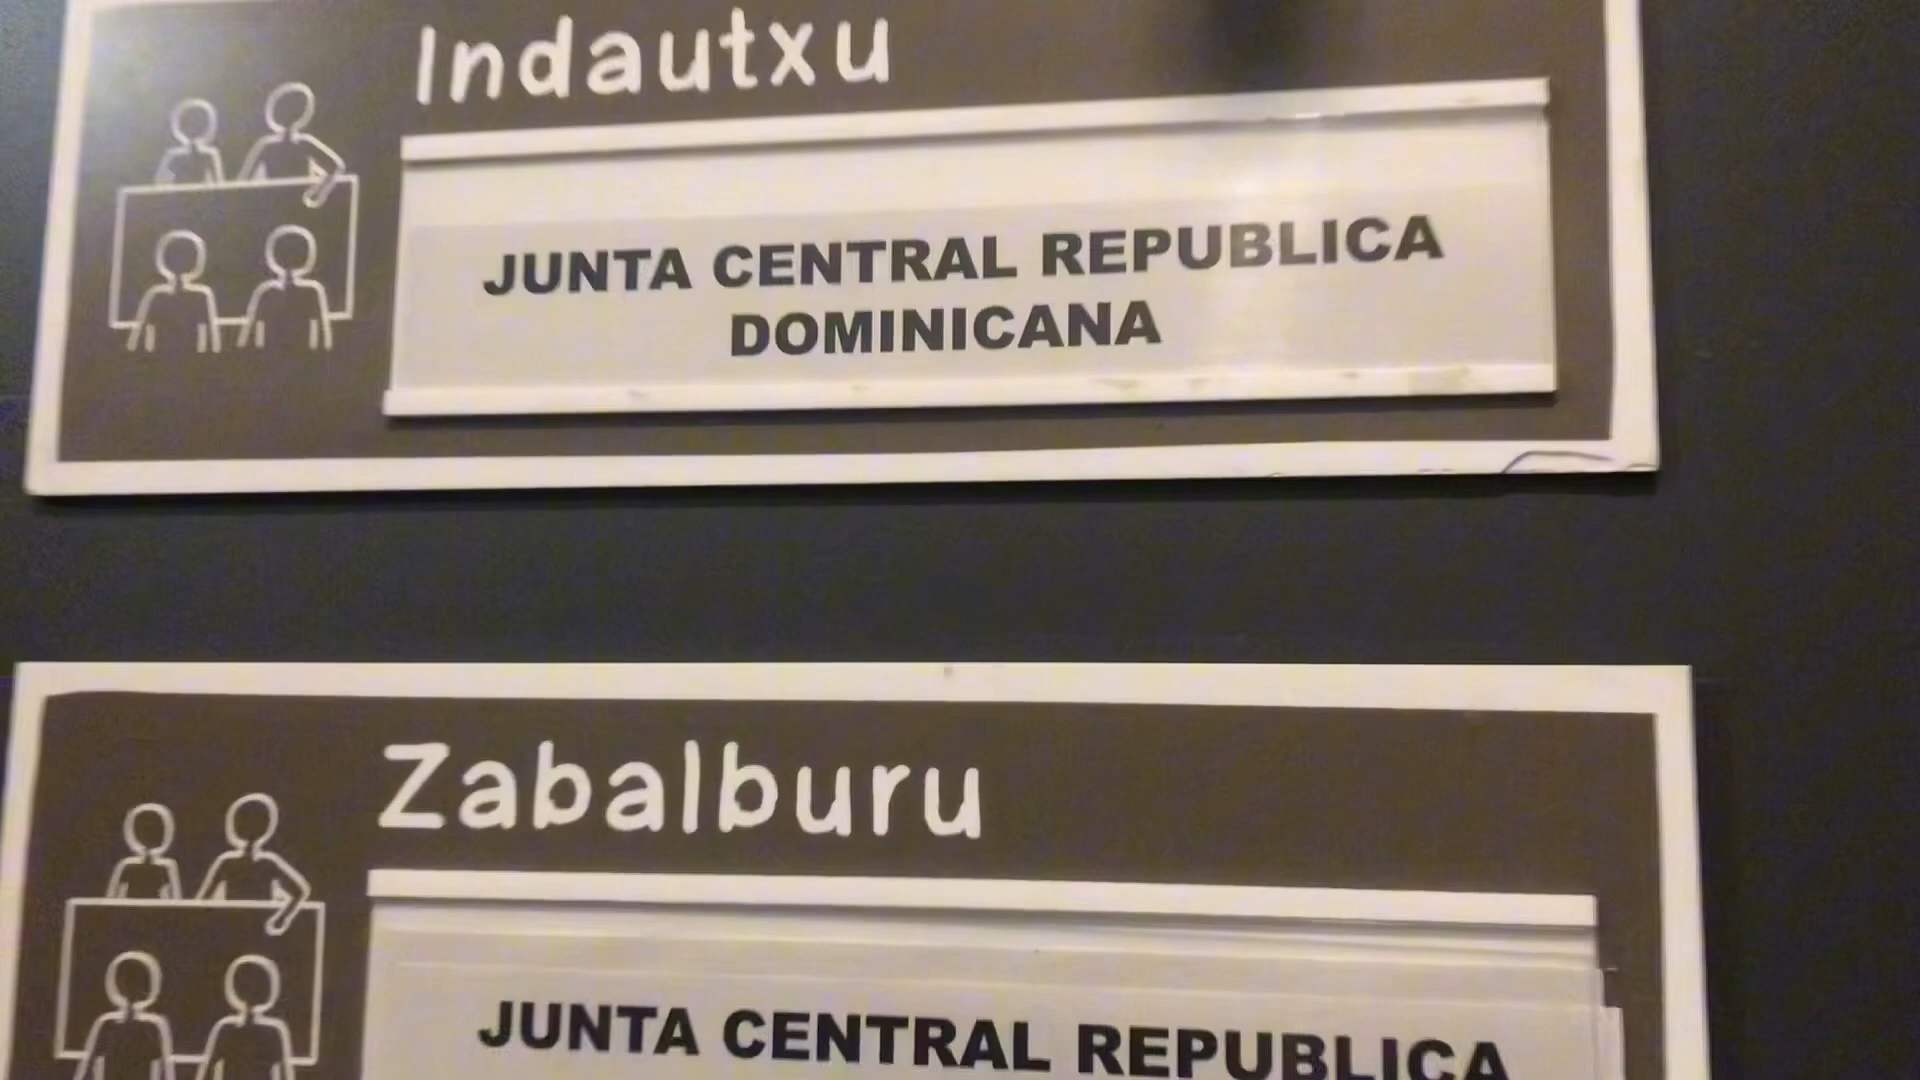 Indautxu
JUNTA CENTRAL REPUBLICA
DOMINICANA
Zabalburu
JUNTA CENTRAL REPUBLICA